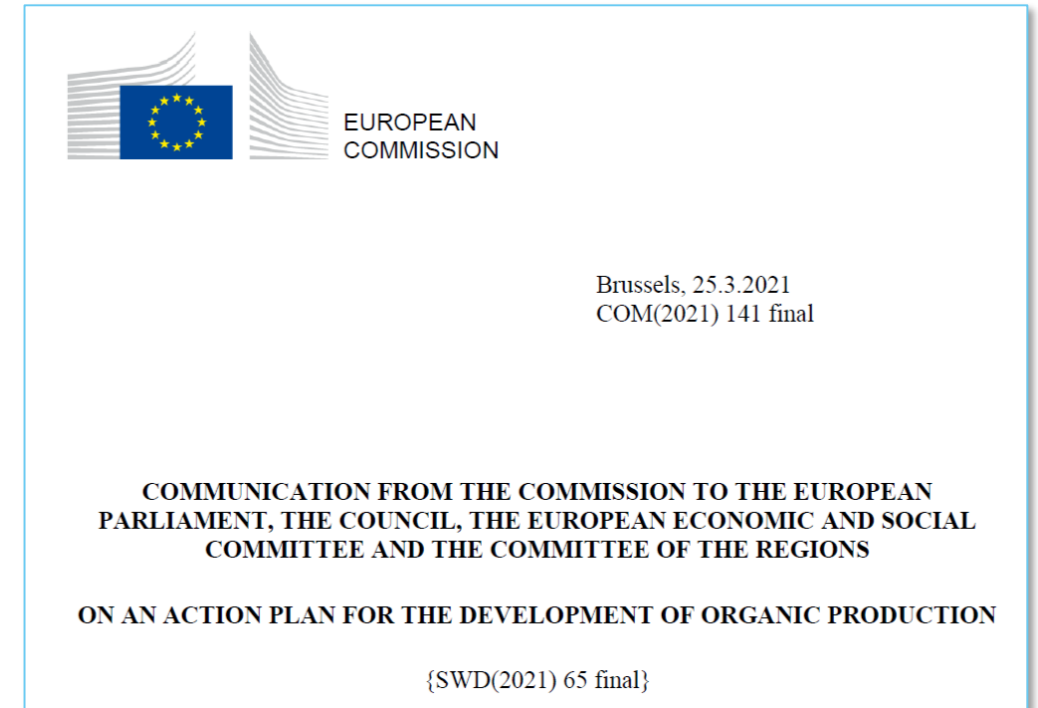 EUROPEAN
COMMISSION
Brussels, 25.3.2021
COM(2021) 141 final
COMMUNICATION FROM THE COMMISSION TO THE EUROPEAN
PARLIAMENT, THE COUNCIL, THE EUROPEAN ECONOMIC AND SOCIAL
COMMITTEE AND THE COMMITTEE OF THE REGIONS
ON AN ACTION PLAN FOR THE DEVELOPMENT OF ORGANIC PRODUCTION
{SWD(2021) 65 final}